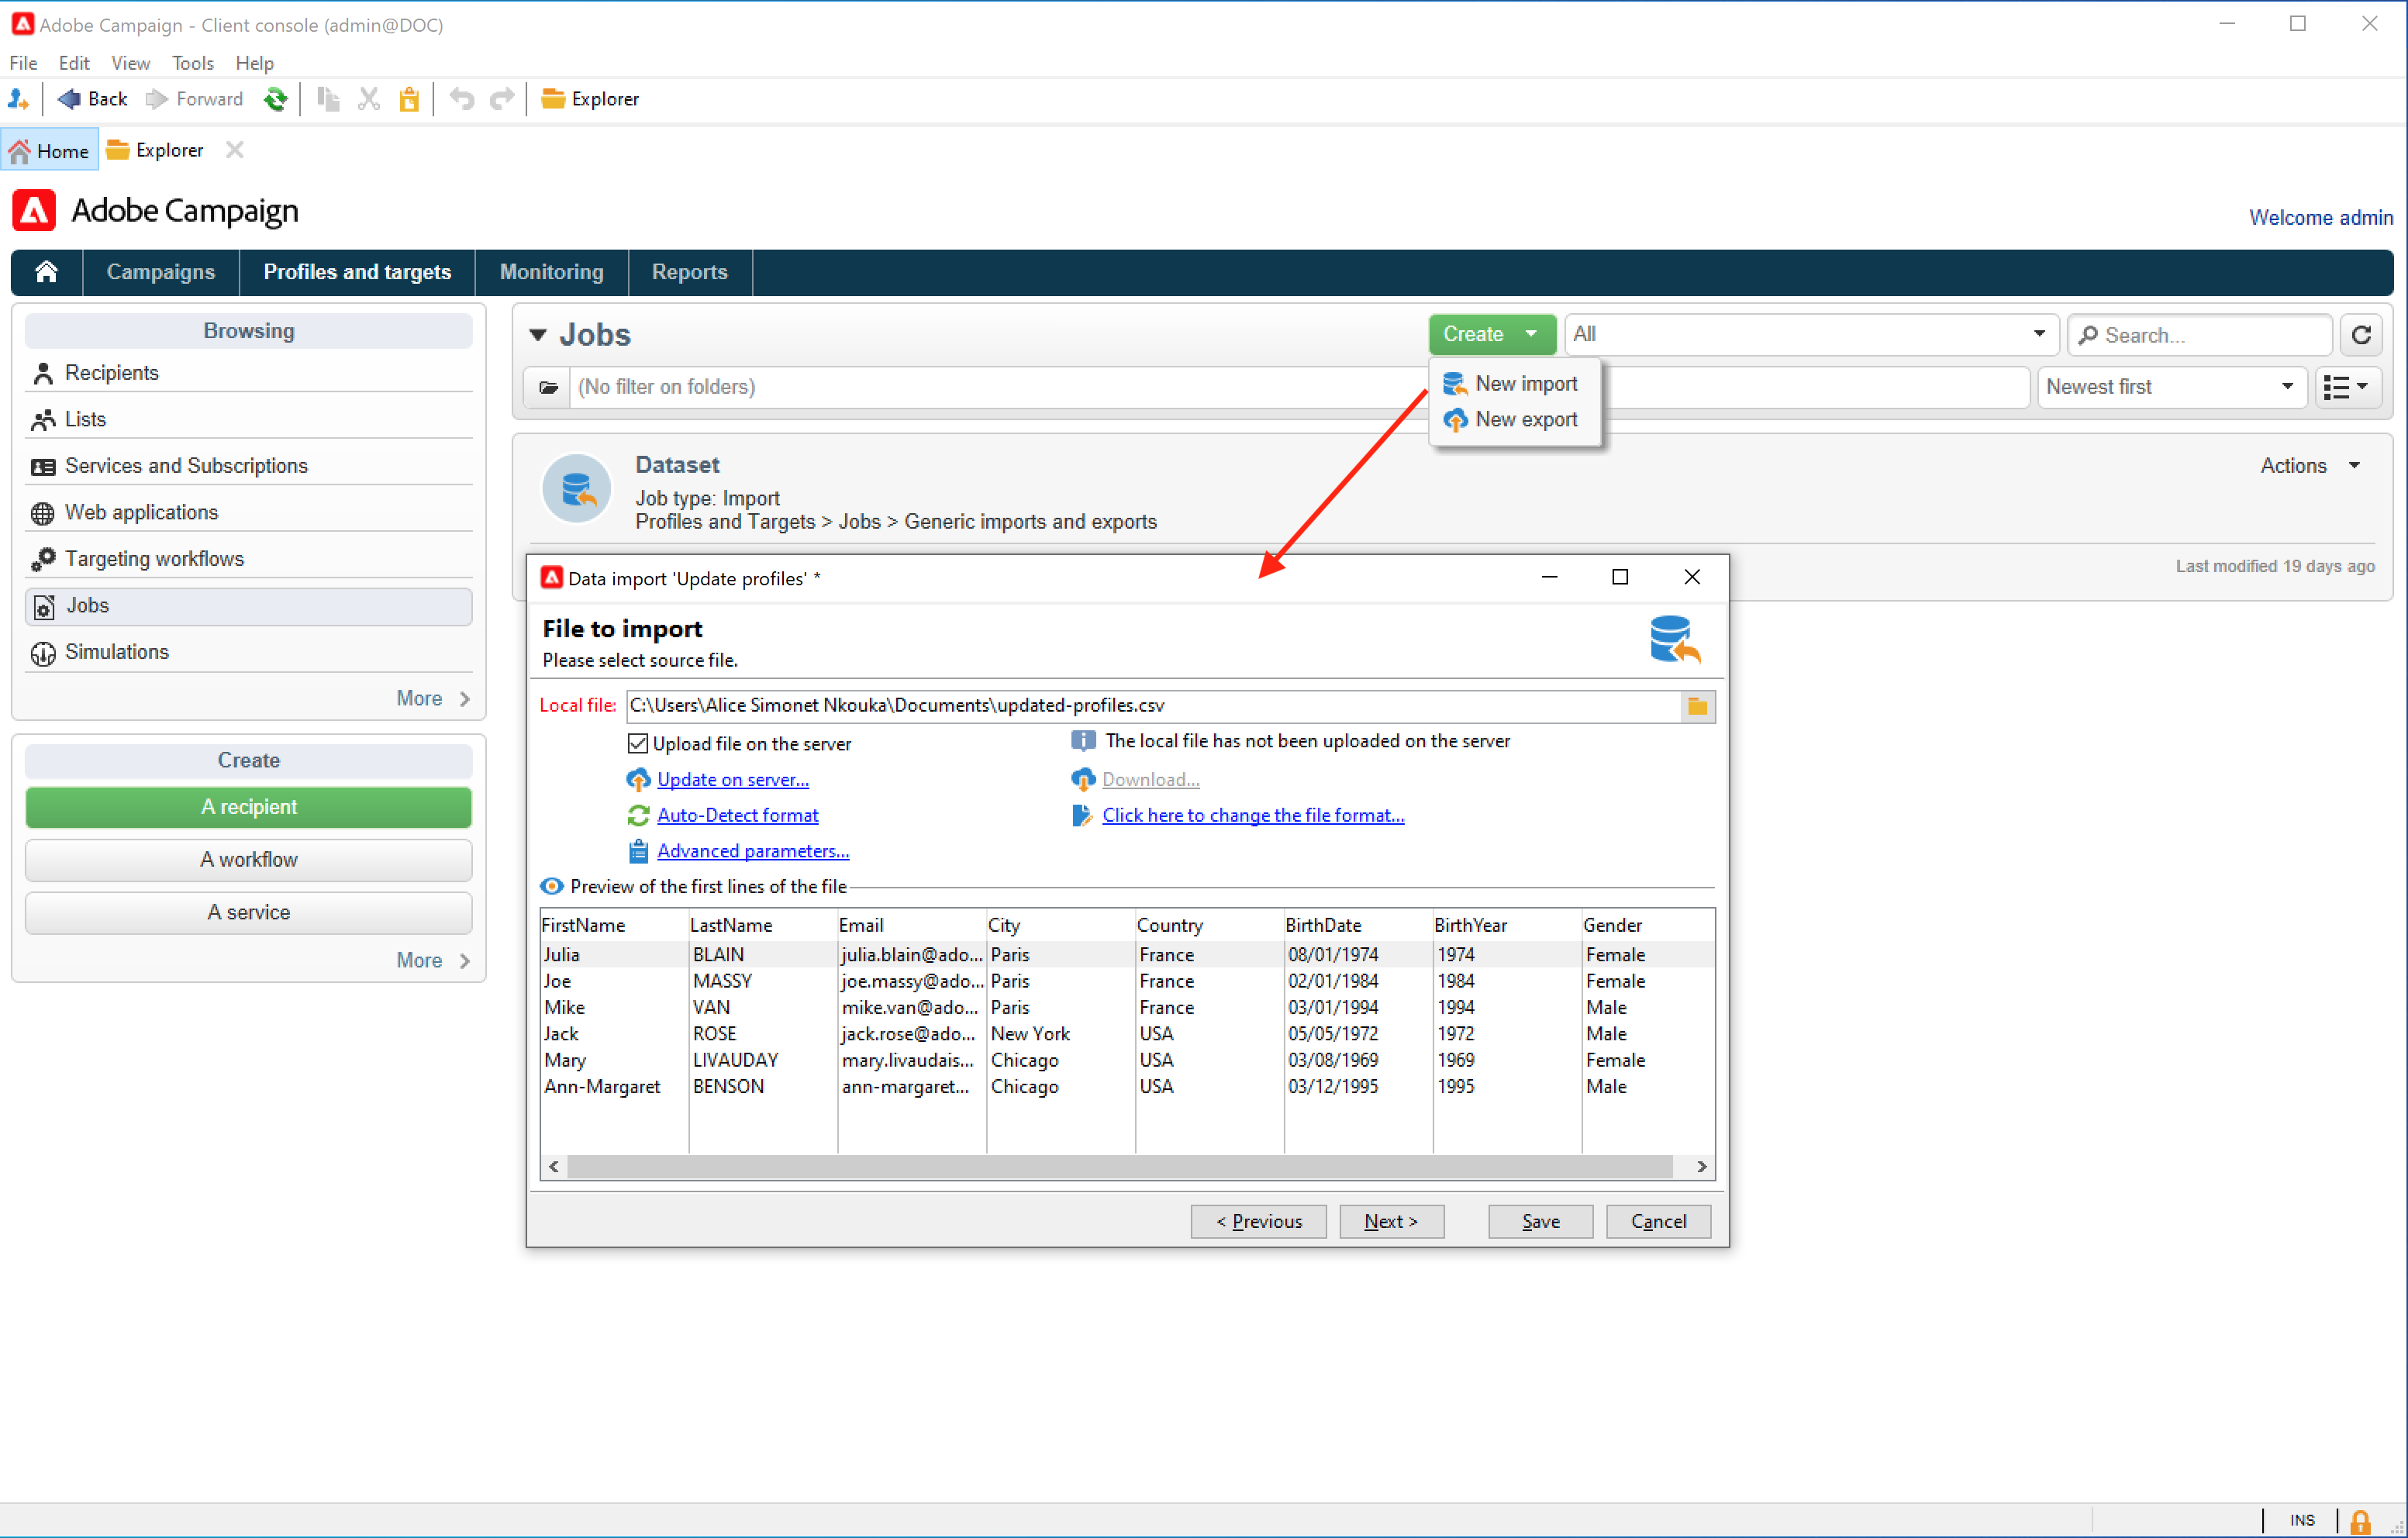 Adobe Campaign - Client console (admin@DOC)
File Edit View Tools Help
Back Forward Explorer
Home Explorer
Adobe Campaign
Welcome admin
Campaigns Profiles and targets Monitoring Reports
Browsing
Recipients
Lists
Services and Subscriptions
Web applications
Targeting workflows
Jobs
Simulations
More
Create
A recipient
A workflow
A service
More
Jobs
Create All Search...
(No filter on folders) Newest first
New import
New export
Dataset
Actions
Job type: Import
Profiles and Targets > Jobs > Generic imports and exports
Last modified 19 days ago
Data import 'Update profiles' *
File to import
Please select source file.
Local file: C:\Users\Alice Simonet Nkouka\Documents\updated-profiles.csv
Upload file on the server The local file has not been uploaded on the server
Update on server... Download...
Auto-Detect format Click here to change the file format...
Advanced parameters...
Preview of the first lines of the file
FirstName LastName Email City Country BirthDate BirthYear Gender
Julia BLAIN julia.blain@ado... Paris France 08/01/1974 1974 Female
Joe MASSY joe.massy@ado... Paris France 02/01/1984 1984 Female
Mike VAN mike.van@ado... Paris France 03/01/1994 1994 Male
Jack ROSE jack.rose@ado... New York USA 05/05/1972 1972 Male
Mary LIVAUDAY mary.livaudais... Chicago USA 03/08/1969 1969 Female
Ann-Margaret BENSON ann-margaret... Chicago USA 03/12/1995 1995 Male
< Previous Next > Save Cancel
INS